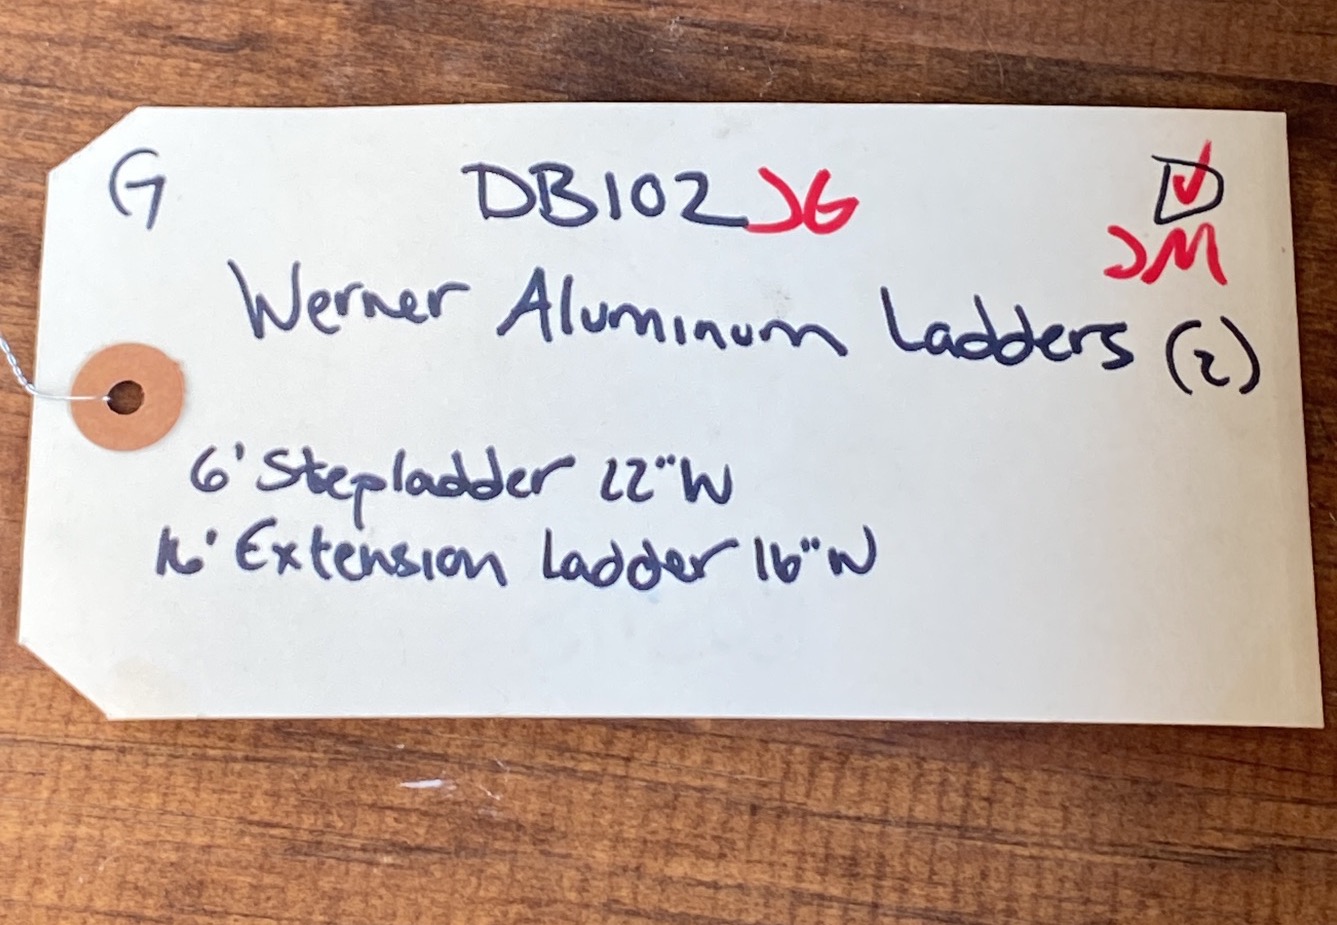 G DB102 JG ☑
JM
Werner Aluminum Ladders (2)
6' Stepladder 22"W
16' Extension Ladder 16"W